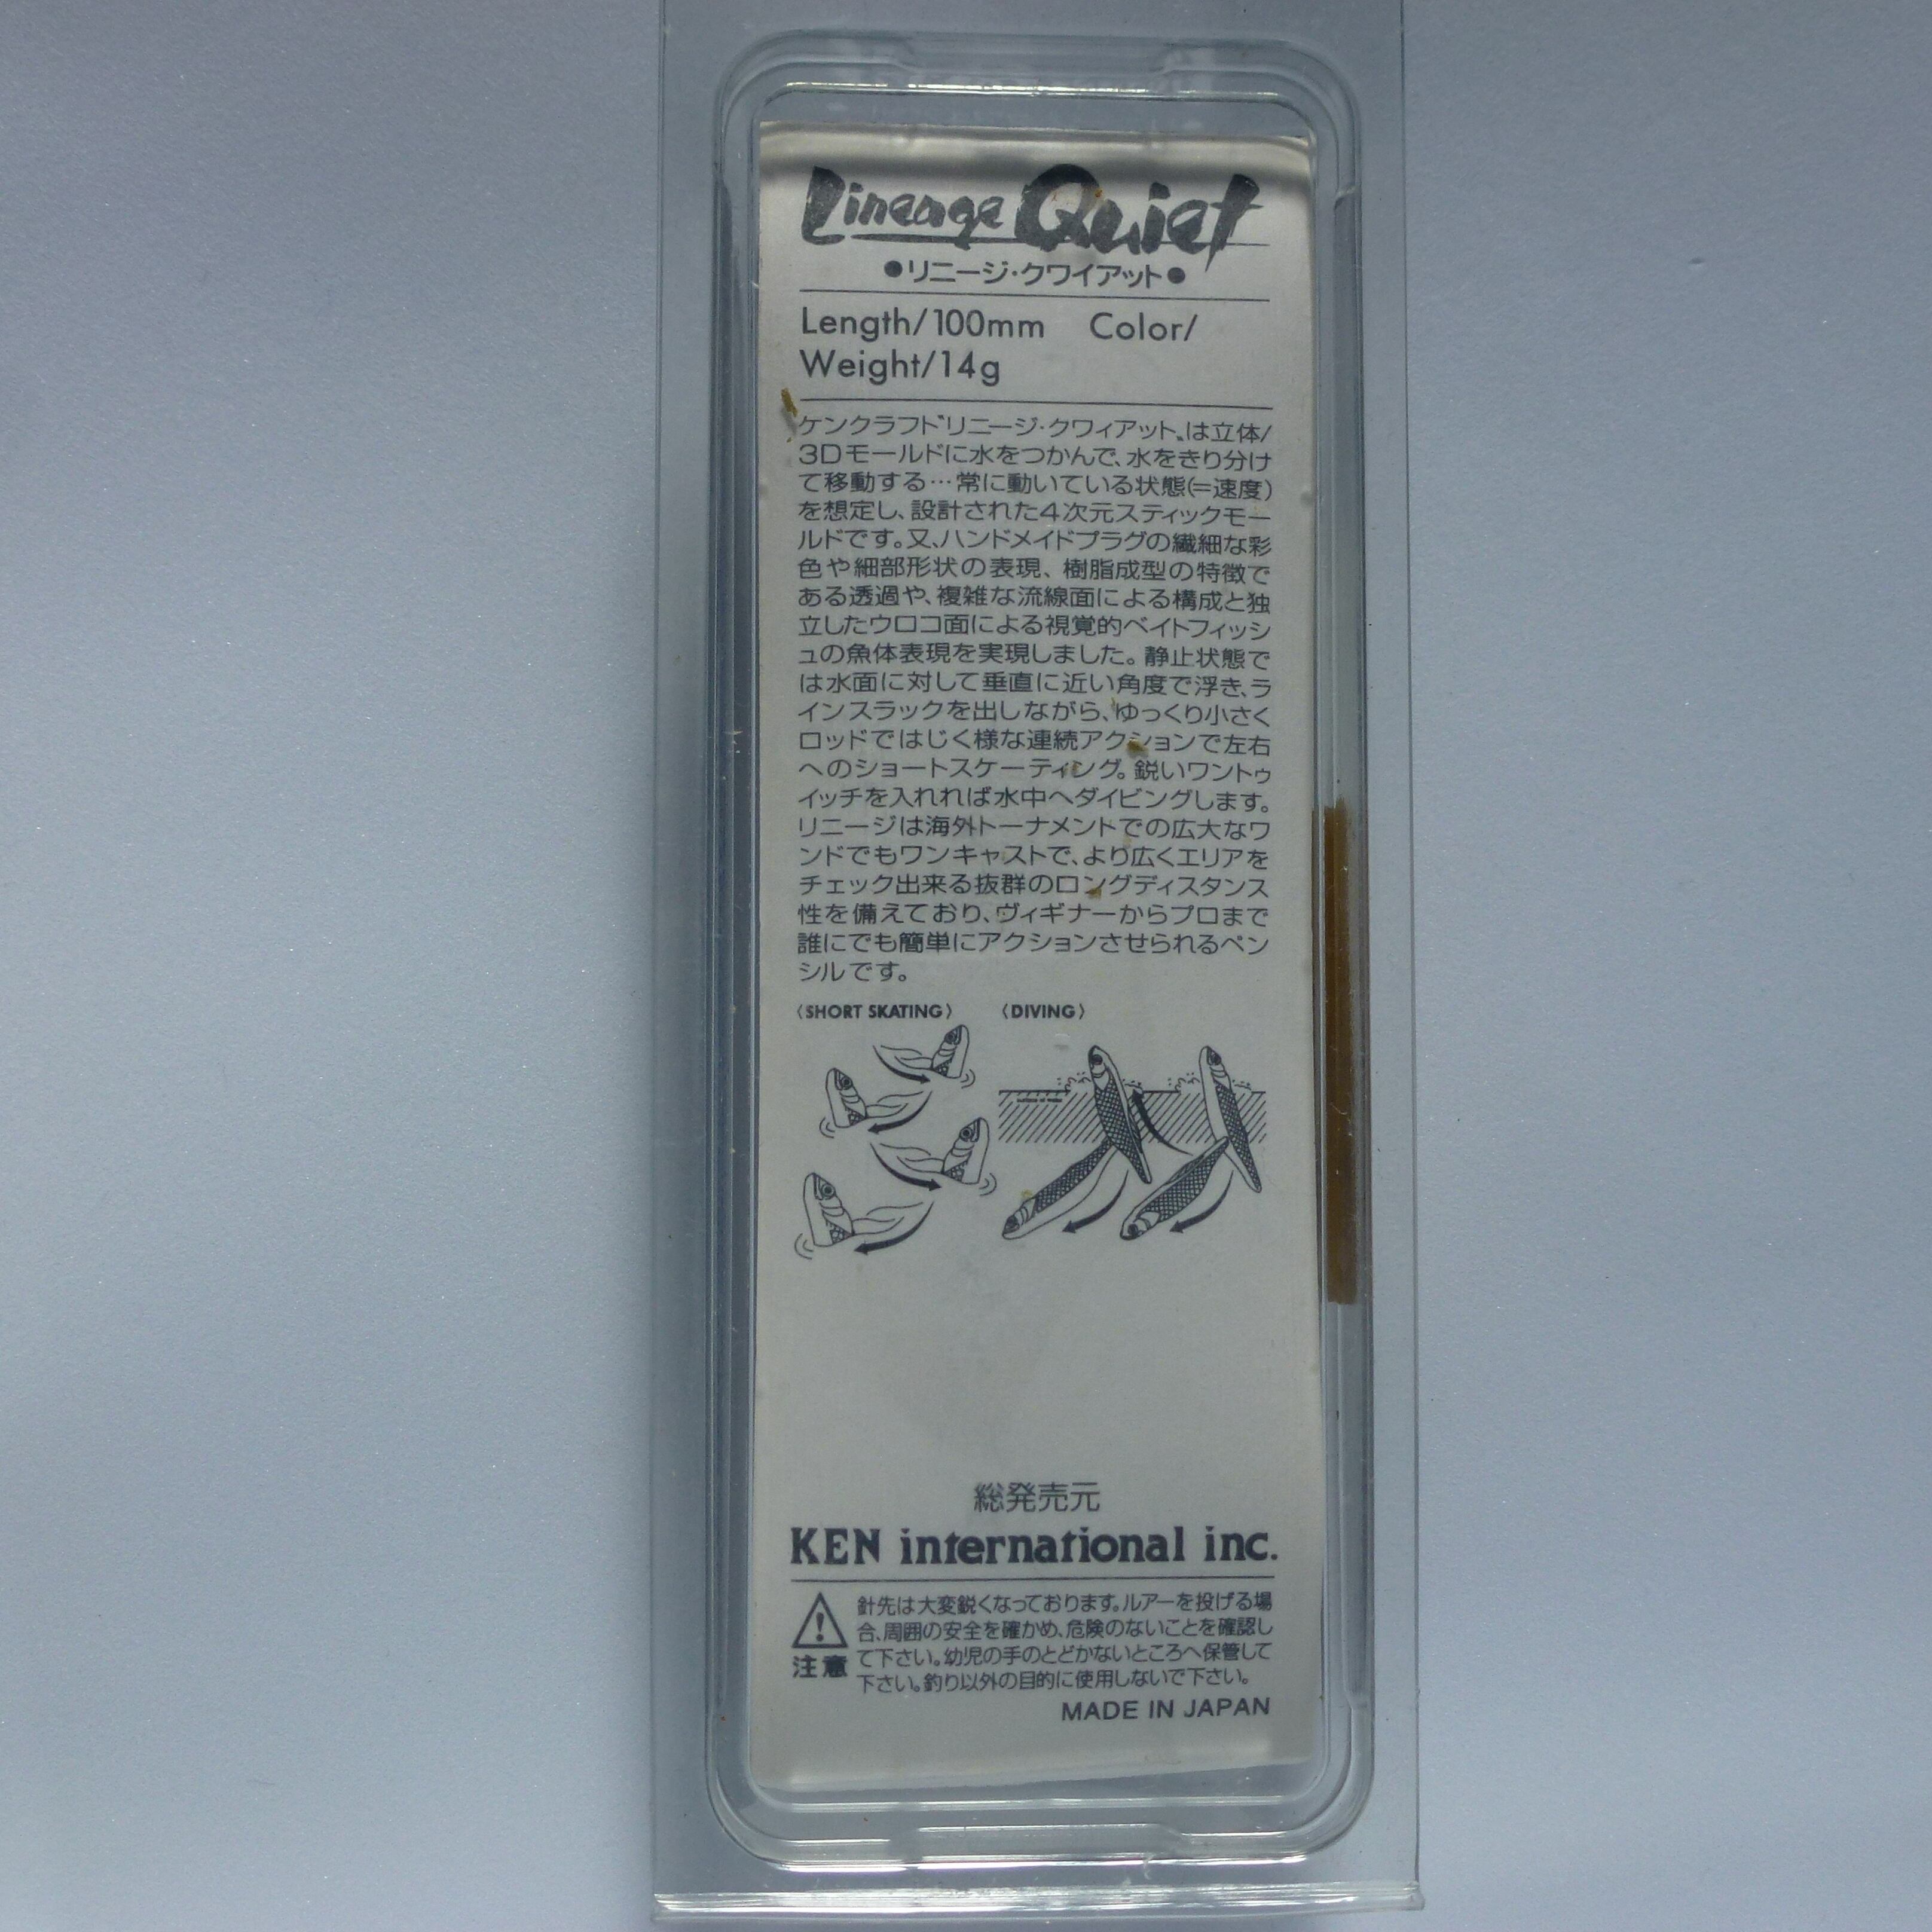 Lineage Quiet
●リニージ・クワイアット●
Length/100mm Color/
Weight/14g
ケンクラフト〝リニージ・クワィアット〟は立体/
3Dモールドに水をつかんで、水をきり分け
て移動する…常に動いている状態(=速度)
を想定し、設計された4次元スティックモー
ルドです。又、ハンドメイドプラグの繊細な彩
色や細部形状の表現、樹脂成型の特徴で
ある透過や、複雑な流線面による構成と独
立したウロコ面による視覚的ベイトフィッシ
ュの魚体表現を実現しました。静止状態で
は水面に対して垂直に近い角度で浮き、ラ
インスラックを出しながら、ゆっくり小さく
ロッドではじく様な連続アクションで左右
へのショートスケーティング。鋭いワントゥ
イッチを入れれば水中へダイビングします。
リニージは海外トーナメントでの広大なワ
ンドでもワンキャストで、より広くエリアを
チェック出来る抜群のロングディスタンス
性を備えており、ヴィギナーからプロまで
誰にでも簡単にアクションさせられるペン
シルです。
〈SHORT SKATING〉 〈DIVING〉
総発売元
KEN international inc.
針先は大変鋭くなっております。ルアーを投げる場
合、周囲の安全を確かめ、危険のないことを確認し
て下さい。幼児の手のとどかないところへ保管して
下さい。釣り以外の目的に使用しないで下さい。
注意
MADE IN JAPAN